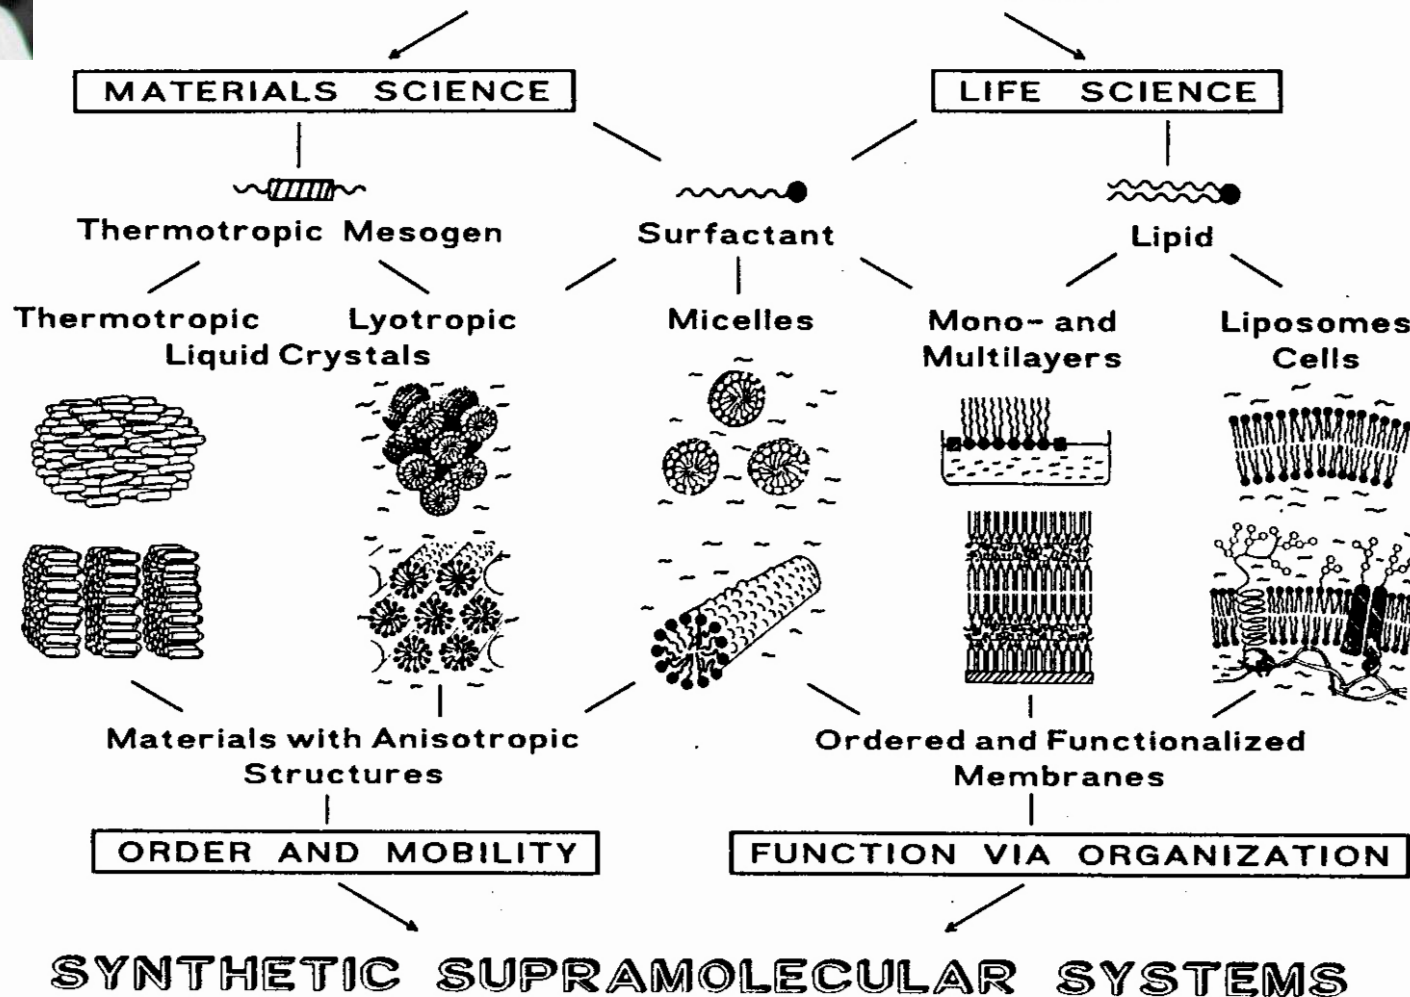 MATERIALS SCIENCE
LIFE SCIENCE
Thermotropic Mesogen
Surfactant
Lipid
Thermotropic
Lyotropic
Liquid Crystals
Micelles
Mono- and
Multilayers
Liposomes
Cells
Materials with Anisotropic
Structures
Ordered and Functionalized
Membranes
ORDER AND MOBILITY
FUNCTION VIA ORGANIZATION
SYNTHETIC SUPRAMOLECULAR SYSTEMS